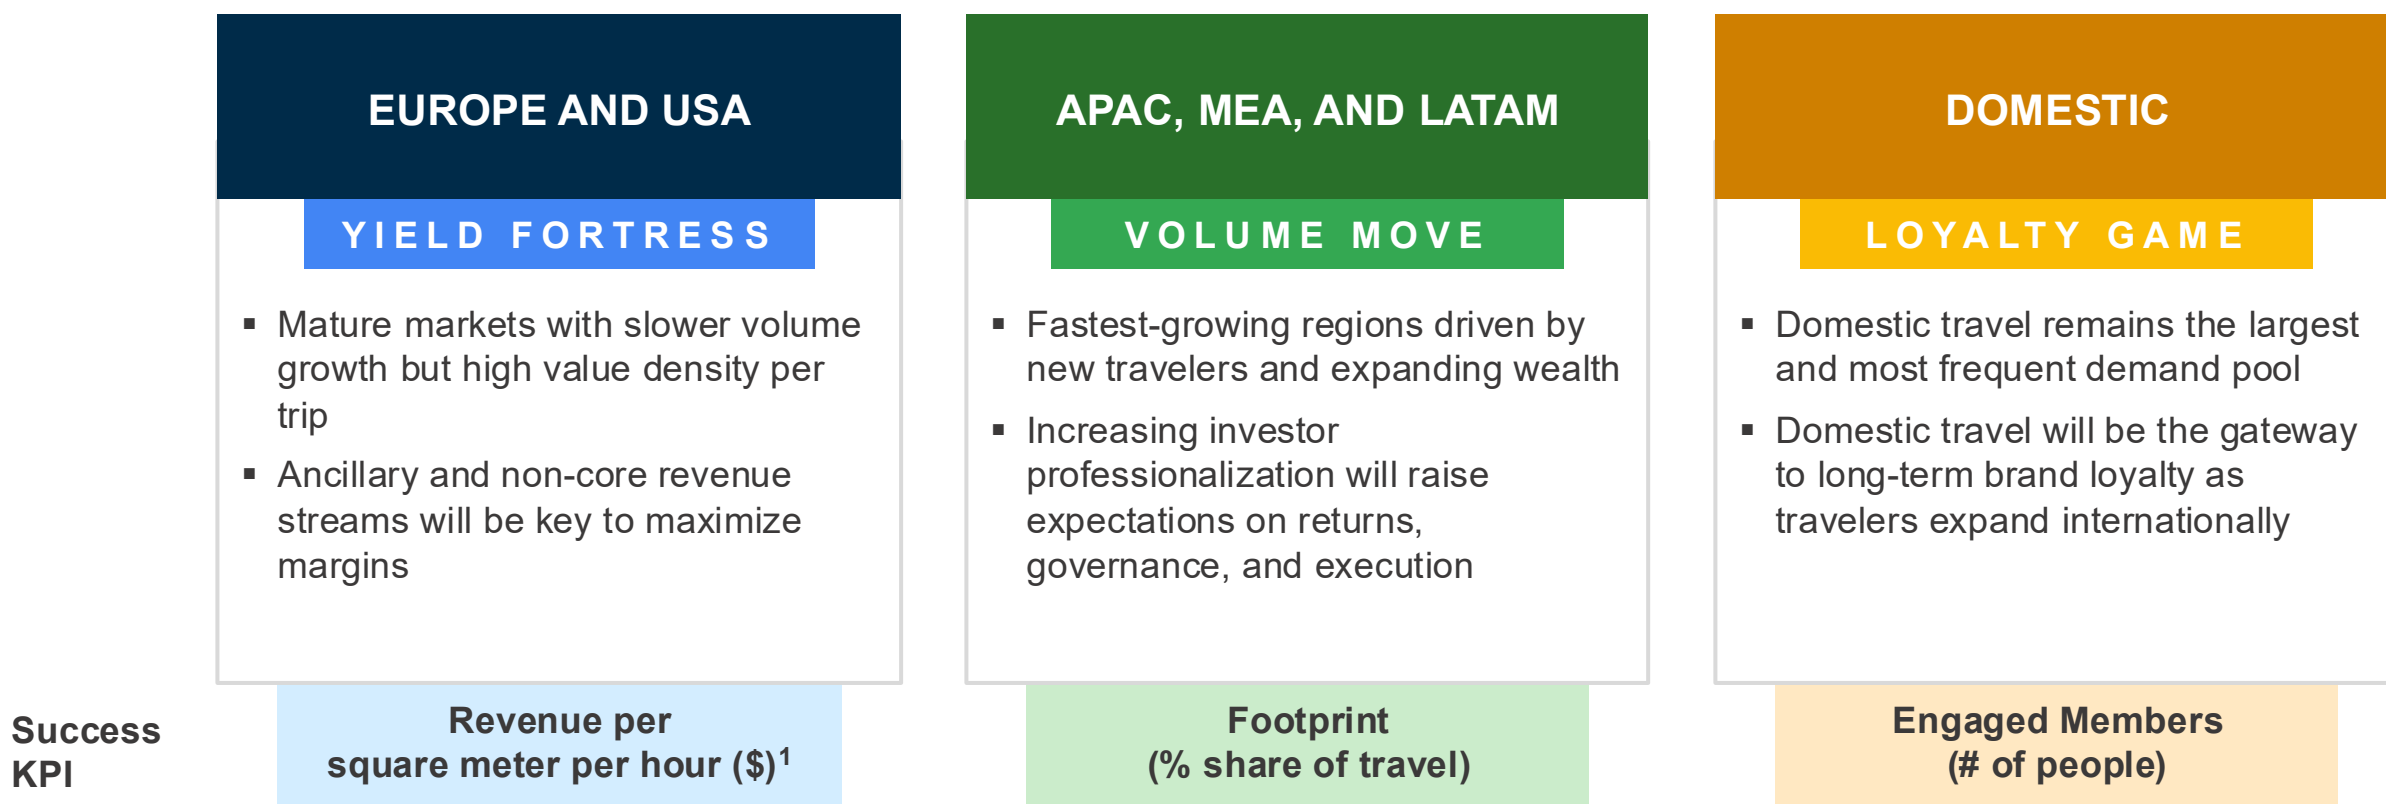 EUROPE AND USA
YIELD FORTRESS
▪ Mature markets with slower volume
growth but high value density per
trip
▪ Ancillary and non-core revenue
streams will be key to maximize
margins
APAC, MEA, AND LATAM
VOLUME MOVE
▪ Fastest-growing regions driven by
new travelers and expanding wealth
▪ Increasing investor
professionalization will raise
expectations on returns,
governance, and execution
DOMESTIC
LOYALTY GAME
▪ Domestic travel remains the largest
and most frequent demand pool
▪ Domestic travel will be the gateway
to long-term brand loyalty as
travelers expand internationally
Success
KPI
Revenue per
square meter per hour ($)¹
Footprint
(% share of travel)
Engaged Members
(# of people)